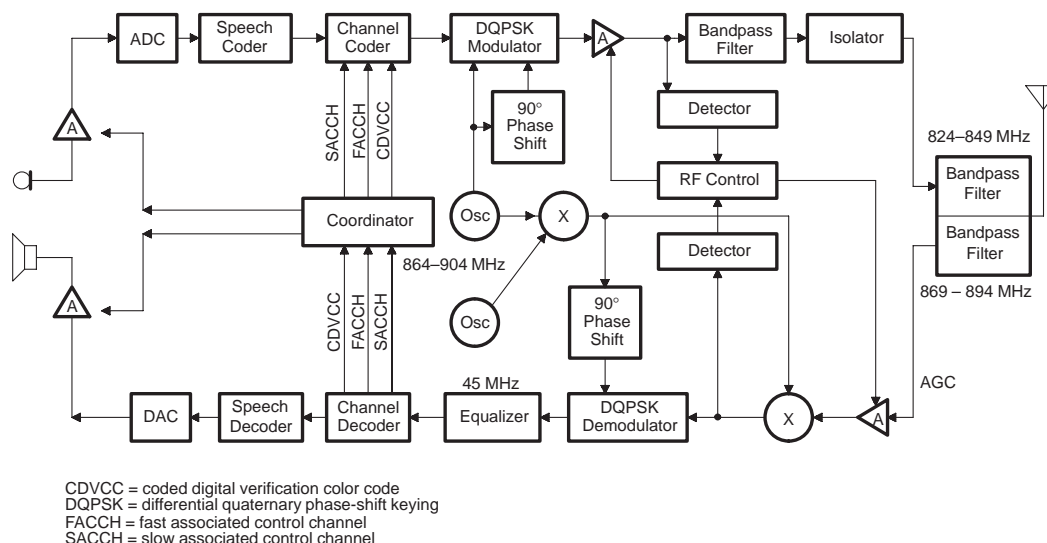 ADC
Speech
Coder
Channel
Coder
DQPSK
Modulator
A
Bandpass
Filter
Isolator
A
SACCH
FACCH
CDVCC
90°
Phase
Shift
Detector
824–849 MHz
RF Control
Bandpass
Filter
Coordinator
Osc
X
Bandpass
Filter
864–904 MHz
Detector
869 – 894 MHz
A
CDVCC
FACCH
SACCH
Osc
90°
Phase
Shift
45 MHz
AGC
DAC
Speech
Decoder
Channel
Decoder
Equalizer
DQPSK
Demodulator
X
A
CDVCC = coded digital verification color code
DQPSK = differential quaternary phase-shift keying
FACCH = fast associated control channel
SACCH = slow associated control channel